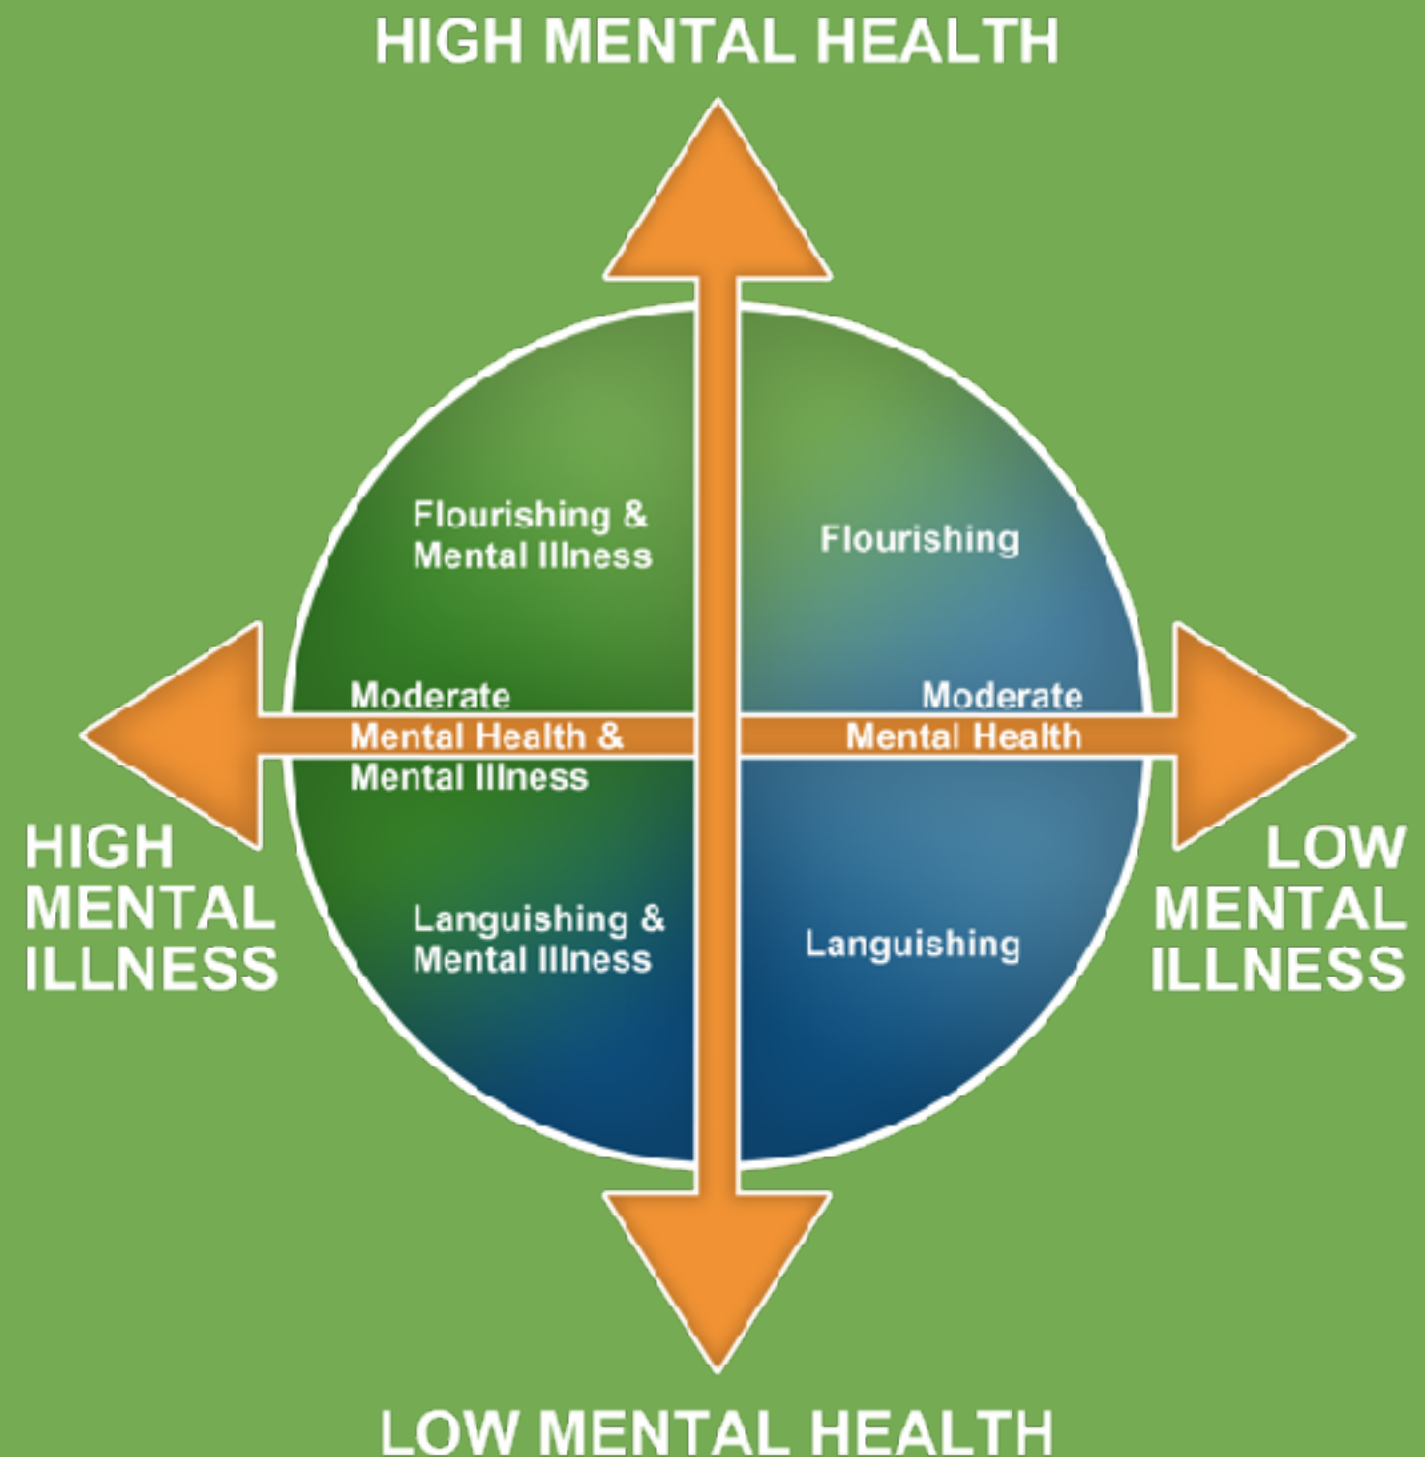 HIGH MENTAL HEALTH
Flourishing &
Mental Illness
Flourishing
Moderate
Mental Health &
Mental Illness
Moderate
Mental Health
HIGH
MENTAL
ILLNESS
LOW
MENTAL
ILLNESS
Languishing &
Mental Illness
Languishing
LOW MENTAL HEALTH